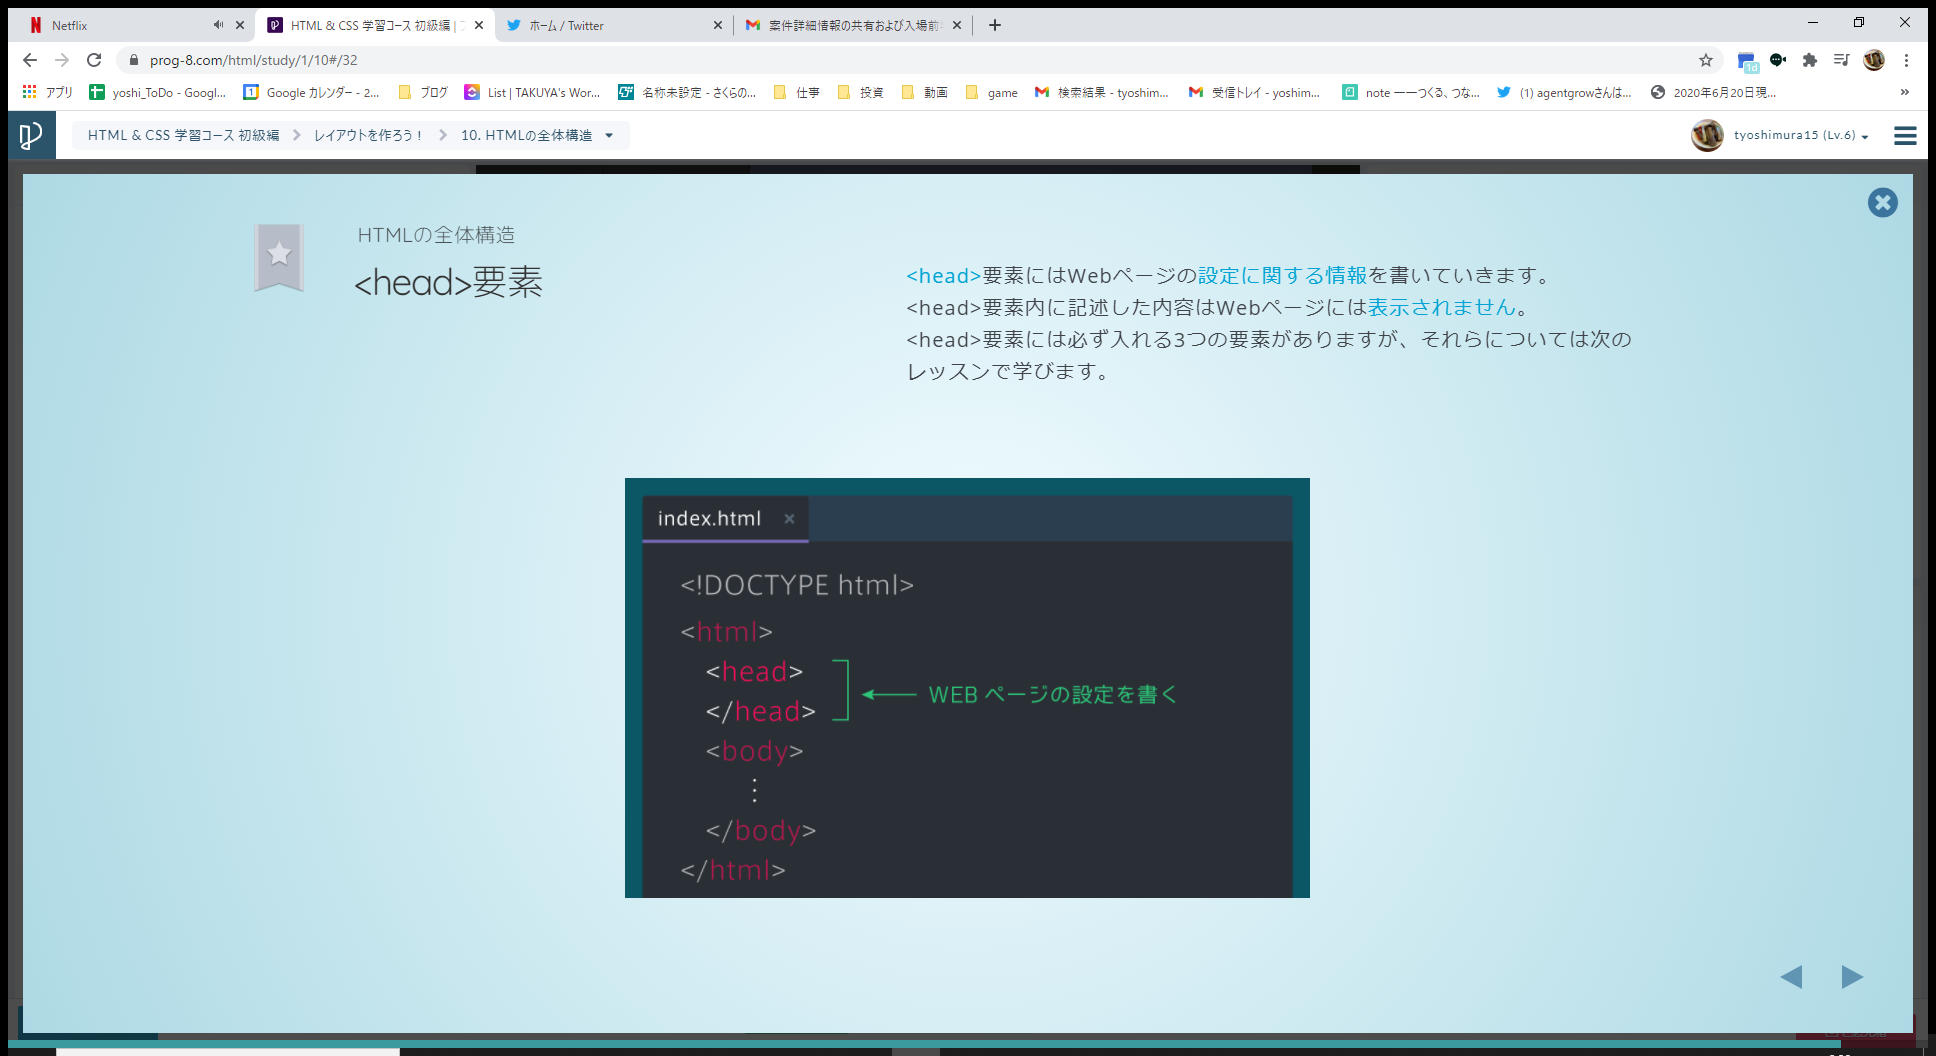 Netflix
HTML & CSS 学習コース 初級編 |
ホーム / Twitter
案件詳細情報の共有および入場前
prog-8.com/html/study/1/10#/32
1d
アプリ
yoshi_ToDo - Googl...
Google カレンダー - 2...
ブログ
List | TAKUYA's Wor...
名称未設定 - さくらの...
仕事
投資
動画
game
検索結果 - tyoshim...
受信トレイ - yoshim...
note ――つくる、つな...
(1) agentgrowさんは...
2020年6月20日現...
»
HTML & CSS 学習コース 初級編
レイアウトを作ろう！
10. HTMLの全体構造
tyoshimura15 (Lv.6)
HTMLの全体構造
<head>要素
<head>要素にはWebページの設定に関する情報を書いていきます。
<head>要素内に記述した内容はWebページには表示されません。
<head>要素には必ず入れる3つの要素がありますが、それらについては次の
レッスンで学びます。
index.html ×
<!DOCTYPE html>
<html>
<head>
</head>
WEB ページの設定を書く
<body>
⋮
</body>
</html>